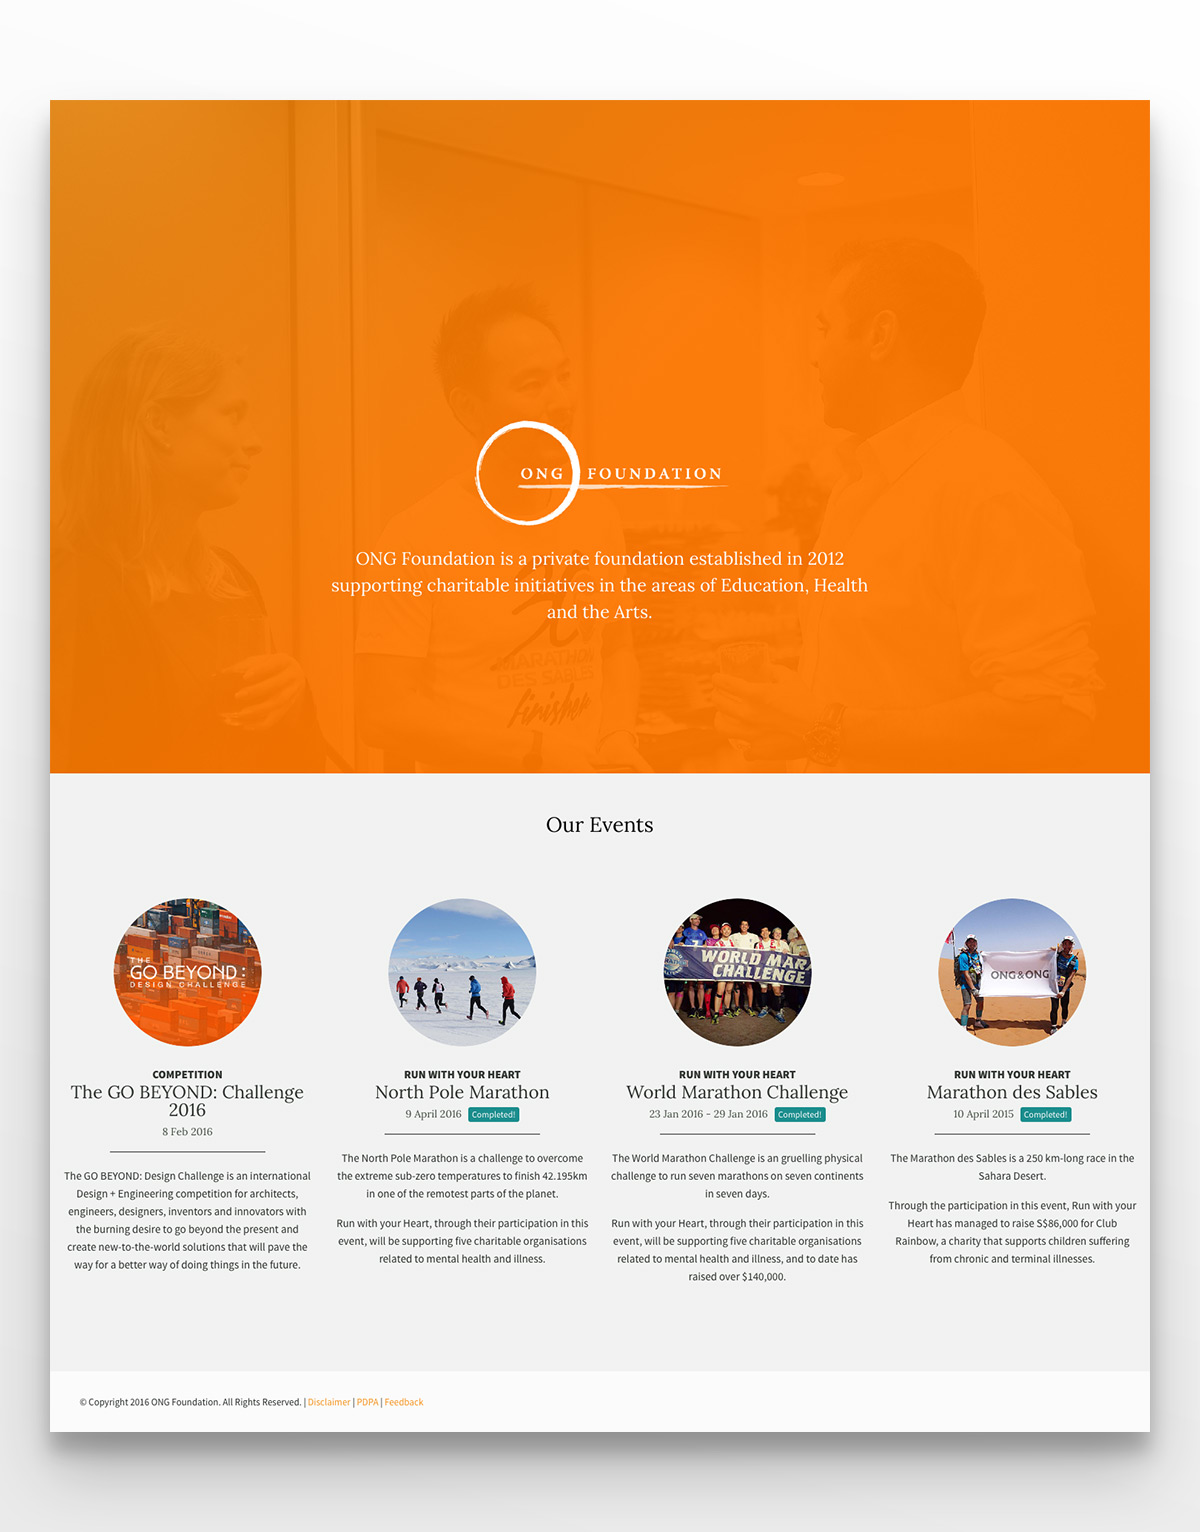 ONG FOUNDATION
ONG Foundation is a private foundation established in 2012
supporting charitable initiatives in the areas of Education, Health
and the Arts.
MARATHON
DES SABLES
finisher
Our Events
THE
GO BEYOND:
DESIGN CHALLENGE
COMPETITION
The GO BEYOND: Challenge
2016
8 Feb 2016
The GO BEYOND: Design Challenge is an international
Design + Engineering competition for architects,
engineers, designers, inventors and innovators with
the burning desire to go beyond the present and
create new-to-the-world solutions that will pave the
way for a better way of doing things in the future.
RUN WITH YOUR HEART
North Pole Marathon
9 April 2016 Completed!
The North Pole Marathon is a challenge to overcome
the extreme sub-zero temperatures to finish 42.195km
in one of the remotest parts of the planet.
Run with your Heart, through their participation in this
event, will be supporting five charitable organisations
related to mental health and illness.
WORLD MAR
CHALLENGE
RUN WITH YOUR HEART
World Marathon Challenge
23 Jan 2016 - 29 Jan 2016 Completed!
The World Marathon Challenge is an gruelling physical
challenge to run seven marathons on seven continents
in seven days.
Run with your Heart, through their participation in this
event, will be supporting five charitable organisations
related to mental health and illness, and to date has
raised over $140,000.
ONG&ONG
RUN WITH YOUR HEART
Marathon des Sables
10 April 2015 Completed!
The Marathon des Sables is a 250 km-long race in the
Sahara Desert.
Through the participation in this event, Run with your
Heart has managed to raise S$86,000 for Club
Rainbow, a charity that supports children suffering
from chronic and terminal illnesses.
© Copyright 2016 ONG Foundation. All Rights Reserved. | Disclaimer | PDPA | Feedback